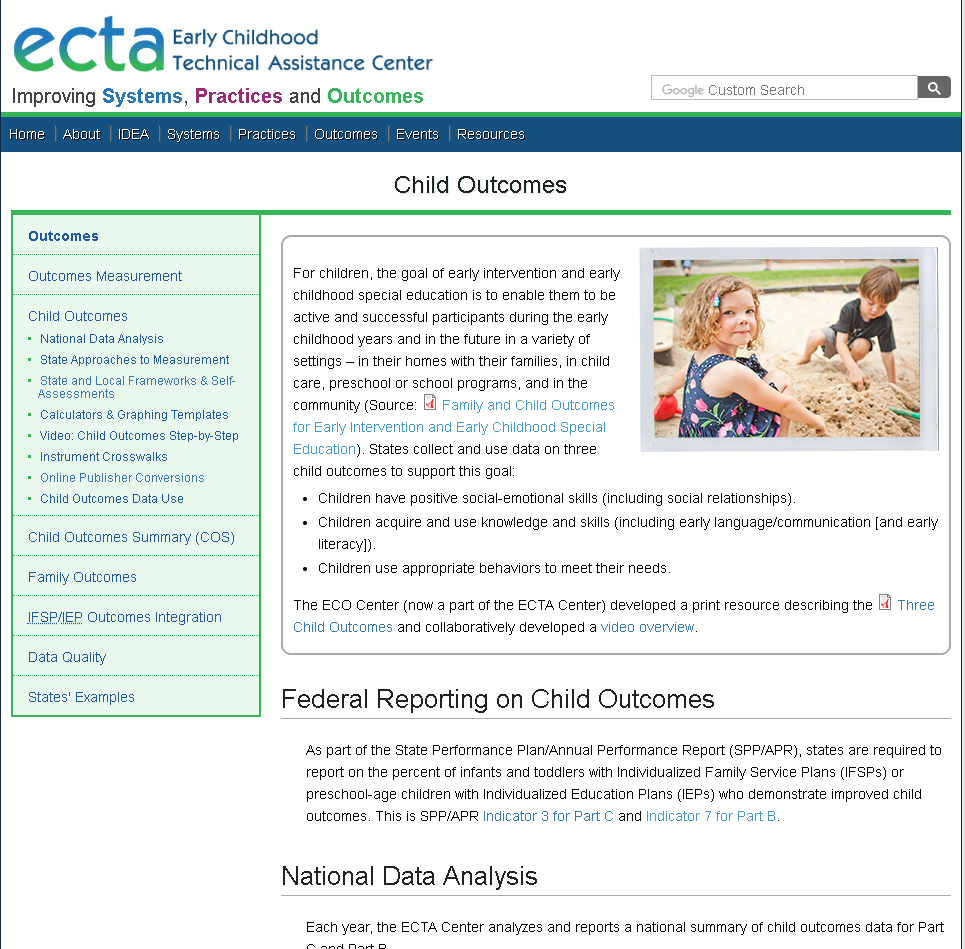 ecta Early Childhood
Technical Assistance Center
Improving Systems, Practices and Outcomes
Google Custom Search
Home | About | IDEA | Systems | Practices | Outcomes | Events | Resources
Child Outcomes
Outcomes
Outcomes Measurement
Child Outcomes
National Data Analysis
State Approaches to Measurement
State and Local Frameworks & Self-
Assessments
Calculators & Graphing Templates
Video: Child Outcomes Step-by-Step
Instrument Crosswalks
Online Publisher Conversions
Child Outcomes Data Use
Child Outcomes Summary (COS)
Family Outcomes
IFSP/IEP Outcomes Integration
Data Quality
States' Examples
For children, the goal of early intervention and early
childhood special education is to enable them to be
active and successful participants during the early
childhood years and in the future in a variety of
settings – in their homes with their families, in child
care, preschool or school programs, and in the
community (Source: Family and Child Outcomes
for Early Intervention and Early Childhood Special
Education). States collect and use data on three
child outcomes to support this goal:
• Children have positive social-emotional skills (including social relationships).
• Children acquire and use knowledge and skills (including early language/communication [and early
literacy]).
• Children use appropriate behaviors to meet their needs.
The ECO Center (now a part of the ECTA Center) developed a print resource describing the Three
Child Outcomes and collaboratively developed a video overview.
Federal Reporting on Child Outcomes
As part of the State Performance Plan/Annual Performance Report (SPP/APR), states are required to
report on the percent of infants and toddlers with Individualized Family Service Plans (IFSPs) or
preschool-age children with Individualized Education Plans (IEPs) who demonstrate improved child
outcomes. This is SPP/APR Indicator 3 for Part C and Indicator 7 for Part B.
National Data Analysis
Each year, the ECTA Center analyzes and reports a national summary of child outcomes data for Part
C and Part B.